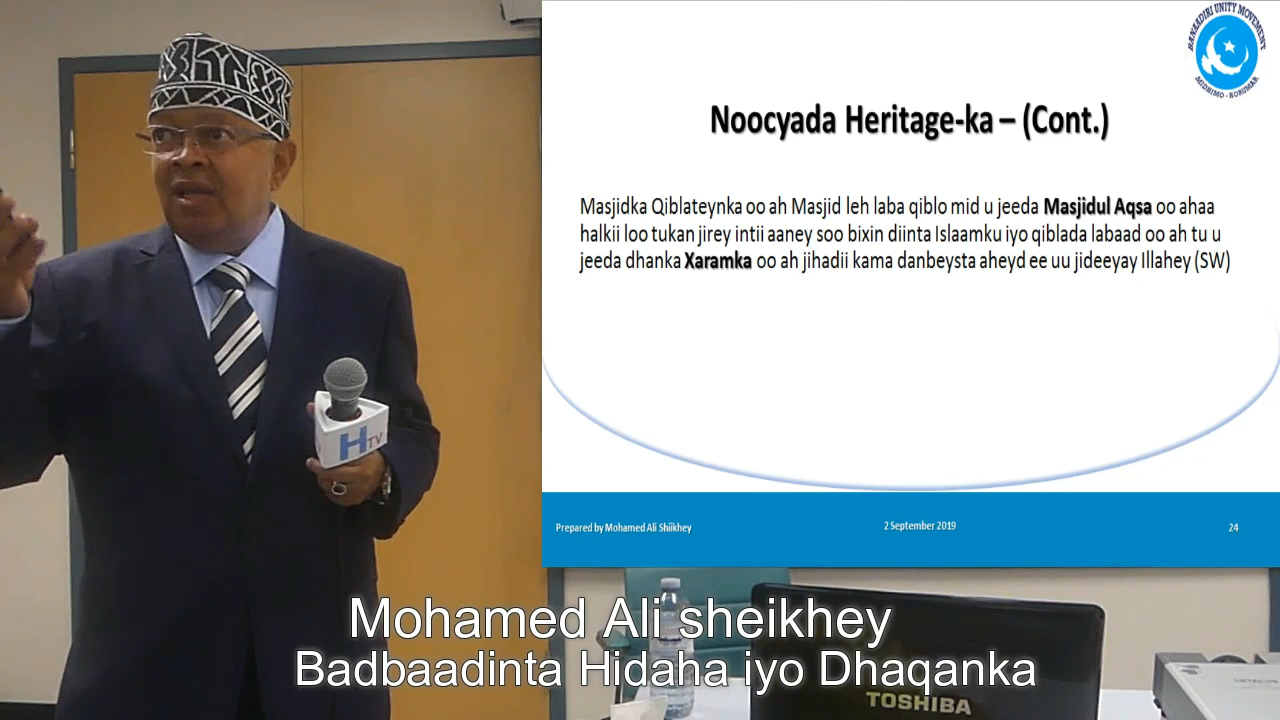 BANAADIRI UNITY MOVEMENT
MIDNIMO - HORUMAR
Noocyada Heritage-ka – (Cont.)
Masjidka Qiblateynka oo ah Masjid leh laba qiblo mid u jeeda Masjidul Aqsa oo ahaa
halkii loo tukan jirey intii aaney soo bixin diinta Islaamku iyo qiblada labaad oo ah tu u
jeeda dhanka Xaramka oo ah jihadii kama danbeysta aheyd ee uu jideeyay Illahey (SW)
Prepared by Mohamed Ali Shiikhey
2 September 2019
24
H TV
Mohamed Ali sheikhey
Badbaadinta Hidaha iyo Dhaqanka
TOSHIBA
HITACHI